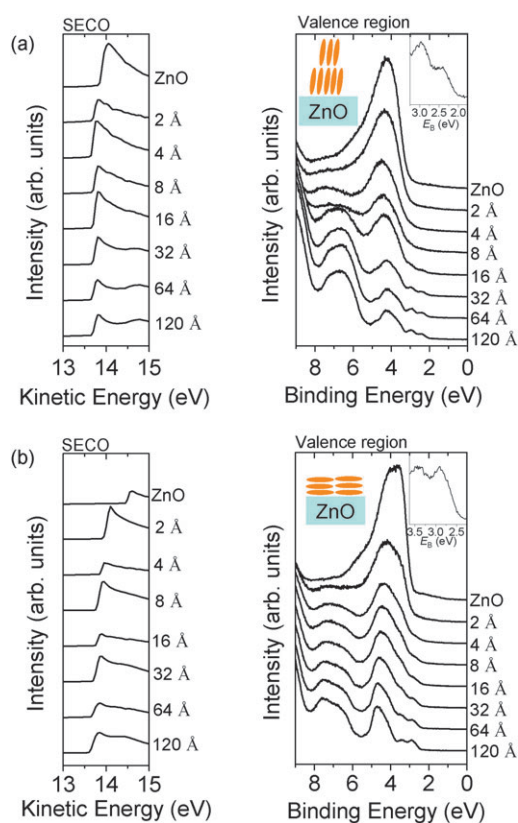 (a)
SECO
Intensity (arb. units)
ZnO
2 Å
4 Å
8 Å
16 Å
32 Å
64 Å
120 Å
13 14 15
Kinetic Energy (eV)
Valence region
Intensity (arb. units)
ZnO
3.0 2.5 2.0
E_B (eV)
ZnO
2 Å
4 Å
8 Å
16 Å
32 Å
64 Å
120 Å
8 6 4 2 0
Binding Energy (eV)
(b)
SECO
Intensity (arb. units)
ZnO
2 Å
4 Å
8 Å
16 Å
32 Å
64 Å
120 Å
13 14 15
Kinetic Energy (eV)
Valence region
Intensity (arb. units)
ZnO
3.5 3.0 2.5
E_B (eV)
ZnO
2 Å
4 Å
8 Å
16 Å
32 Å
64 Å
120 Å
8 6 4 2 0
Binding Energy (eV)